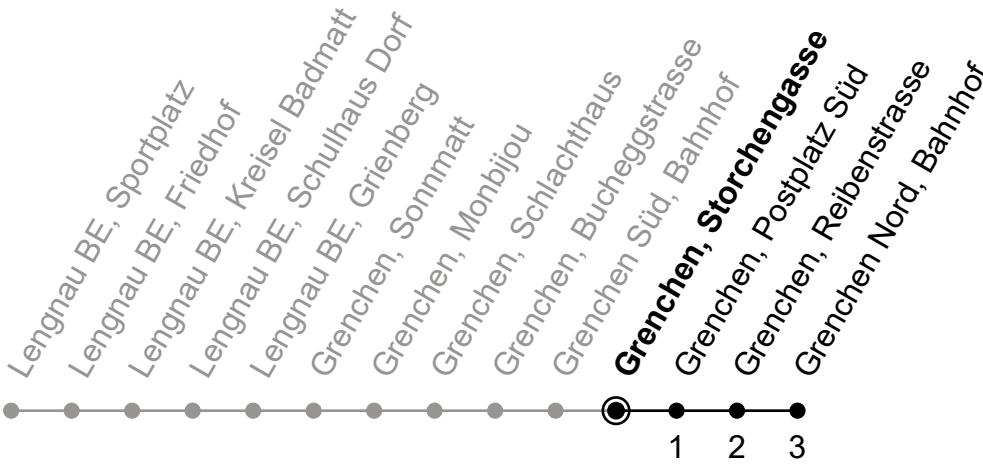 Lengnau BE, Sportplatz
Lengnau BE, Friedhof
Lengnau BE, Kreisel Badmatt
Lengnau BE, Schulhaus Dorf
Lengnau BE, Grienberg
Grenchen, Sonnmatt
Grenchen, Monbijou
Grenchen, Schlachthaus
Grenchen, Bucheggstrasse
Grenchen Süd, Bahnhof
Grenchen, Storchengasse
Grenchen, Postplatz Süd
Grenchen, Reibenstrasse
Grenchen Nord, Bahnhof
1 2 3